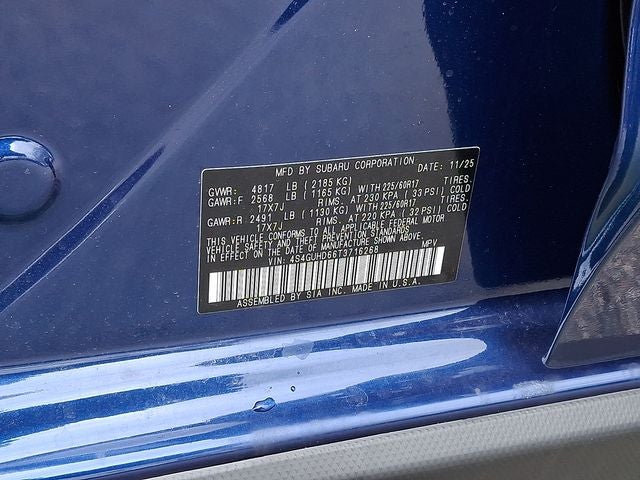 MFD BY SUBARU CORPORATION DATE: 11/25
GVWR: 4817 LB (2185 KG)
GAWR:F 2568 LB (1165 KG) WITH 225/60R17 TIRES.
17X7J RIMS. AT 230 KPA (33 PSI) COLD
GAWR:R 2491 LB (1130 KG) WITH 225/60R17 TIRES.
17X7J RIMS. AT 220 KPA (32 PSI) COLD
THIS VEHICLE CONFORMS TO ALL APPLICABLE FEDERAL MOTOR
VEHICLE SAFETY AND THEFT PREVENTION STANDARDS
IN EFFECT ON THE DATE OF MANUFACTURE SHOWN ABOVE.
VIN: 4S4GUHD66T3716268 MPV
ASSEMBLED BY SIA INC. MADE IN U.S.A.